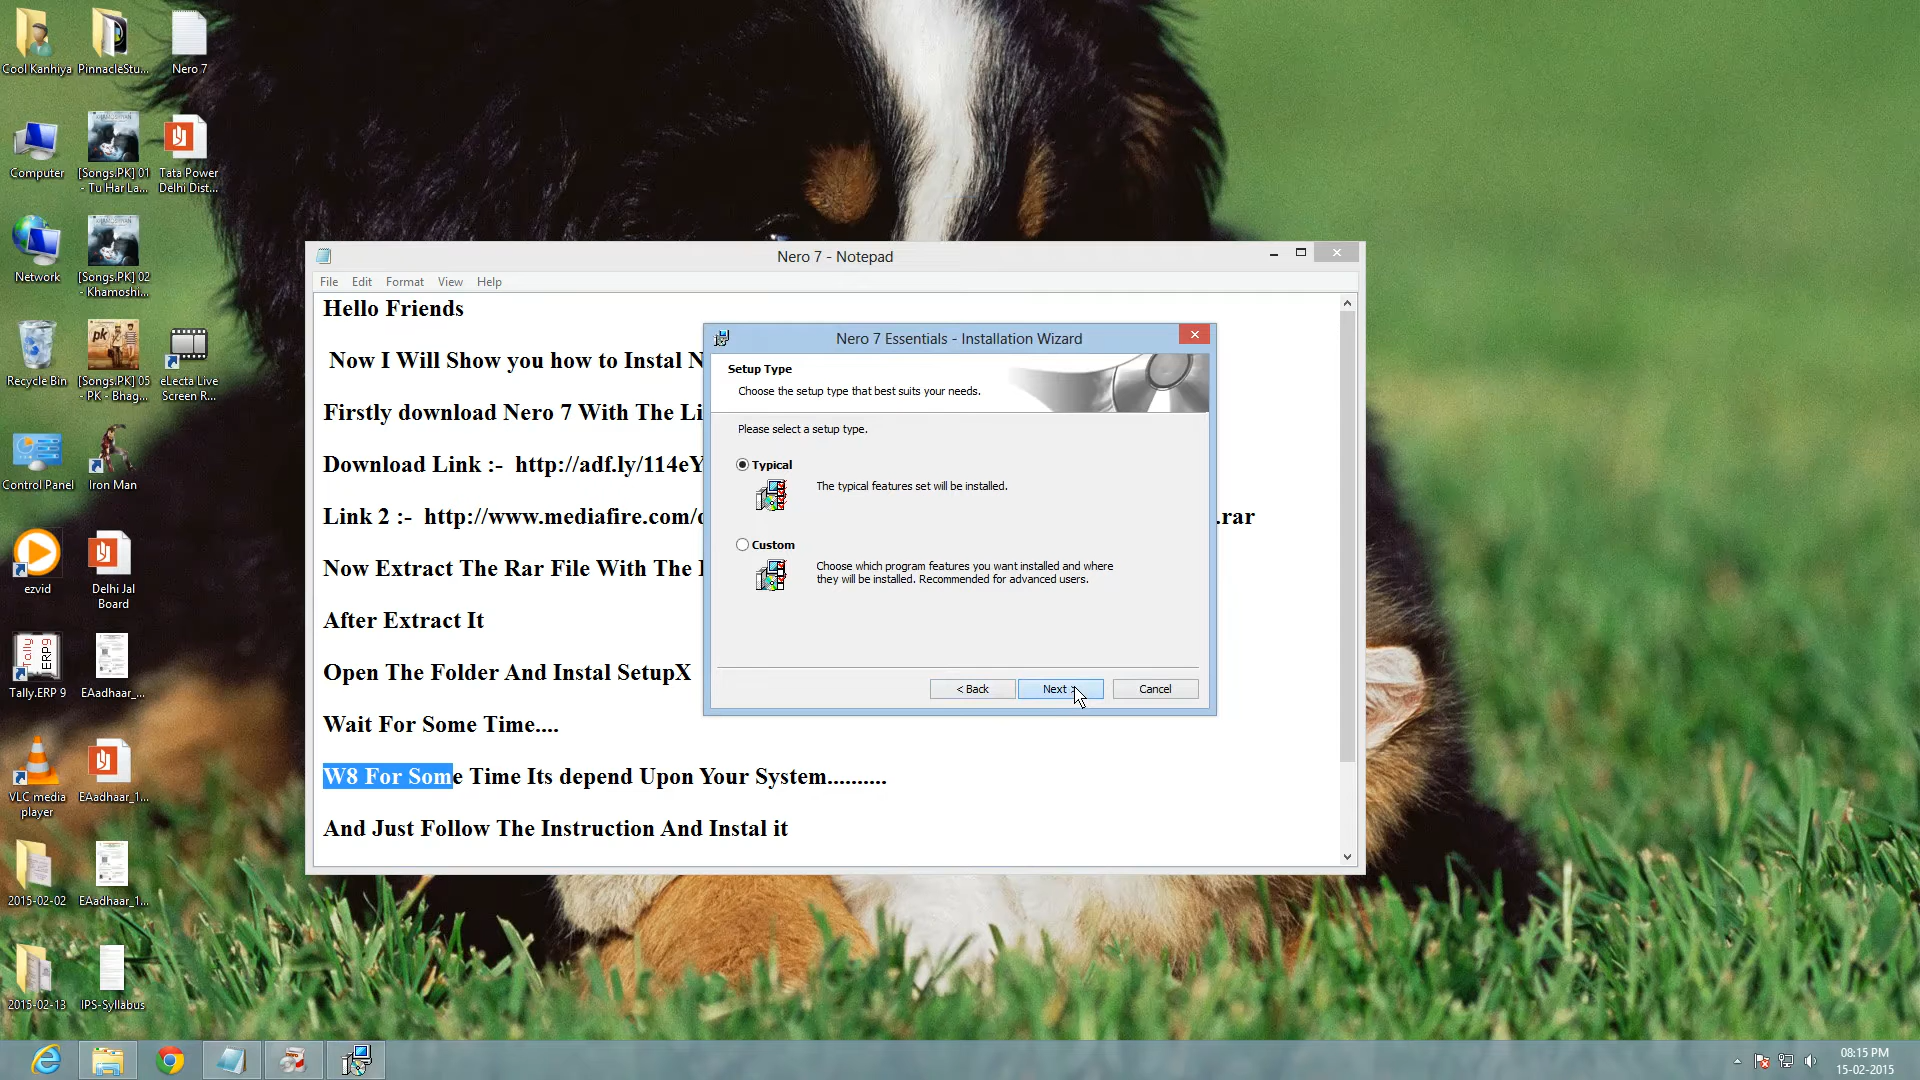 Cool Kanhiya
PinnacleStu...
Nero 7
Computer
[Songs.PK] 01
- Tu Har La...
Tata Power
Delhi Dist...
Network
[Songs.PK] 02
- Khamoshi...
Recycle Bin
[Songs.PK] 05
- PK - Bhag...
eLecta Live
Screen R...
Control Panel
Iron Man
ezvid
Delhi Jal
Board
Tally.ERP 9
EAadhaar_...
VLC media
player
EAadhaar_1...
2015-02-02
EAadhaar_1...
2015-02-13
IPS-Syllabus
Nero 7 - Notepad
File Edit Format View Help
Hello Friends
Now I Will Show you how to Instal N
Firstly download Nero 7 With The Li
Download Link :- http://adf.ly/114eY
Link 2 :- http://www.mediafire.com/ .rar
Now Extract The Rar File With The
After Extract It
Open The Folder And Instal SetupX
Wait For Some Time....
W8 For Some Time Its depend Upon Your System..........
And Just Follow The Instruction And Instal it
Nero 7 Essentials - Installation Wizard
Setup Type
Choose the setup type that best suits your needs.
Please select a setup type.
Typical
The typical features set will be installed.
Custom
Choose which program features you want installed and where
they will be installed. Recommended for advanced users.
< Back Next > Cancel
08:15 PM
15-02-2015